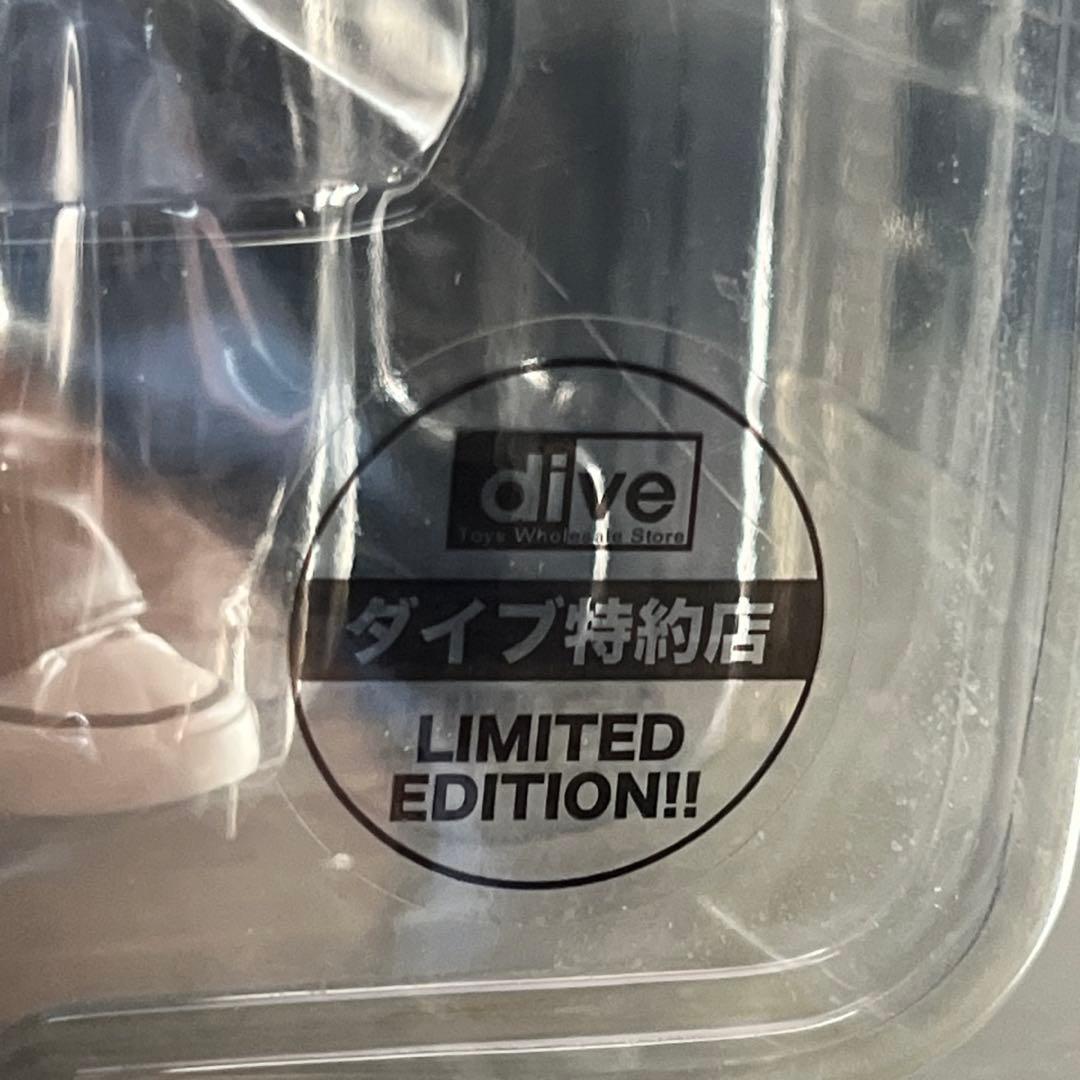 dive
Toys Wholesale Store
ダイブ特約店
LIMITED
EDITION!!